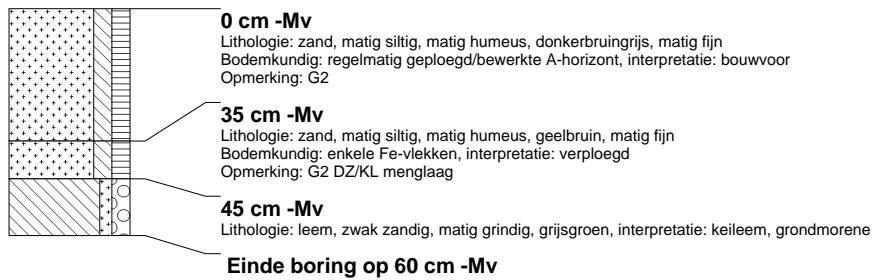 0 cm -Mv
Lithologie: zand, matig siltig, matig humeus, donkerbruingrijs, matig fijn
Bodemkundig: regelmatig geploegd/bewerkte A-horizont, interpretatie: bouwvoor
Opmerking: G2
35 cm -Mv
Lithologie: zand, matig siltig, matig humeus, geelbruin, matig fijn
Bodemkundig: enkele Fe-vlekken, interpretatie: verploegd
Opmerking: G2 DZ/KL menglaag
45 cm -Mv
Lithologie: leem, zwak zandig, matig grindig, grijsgroen, interpretatie: keileem, grondmorene
Einde boring op 60 cm -Mv